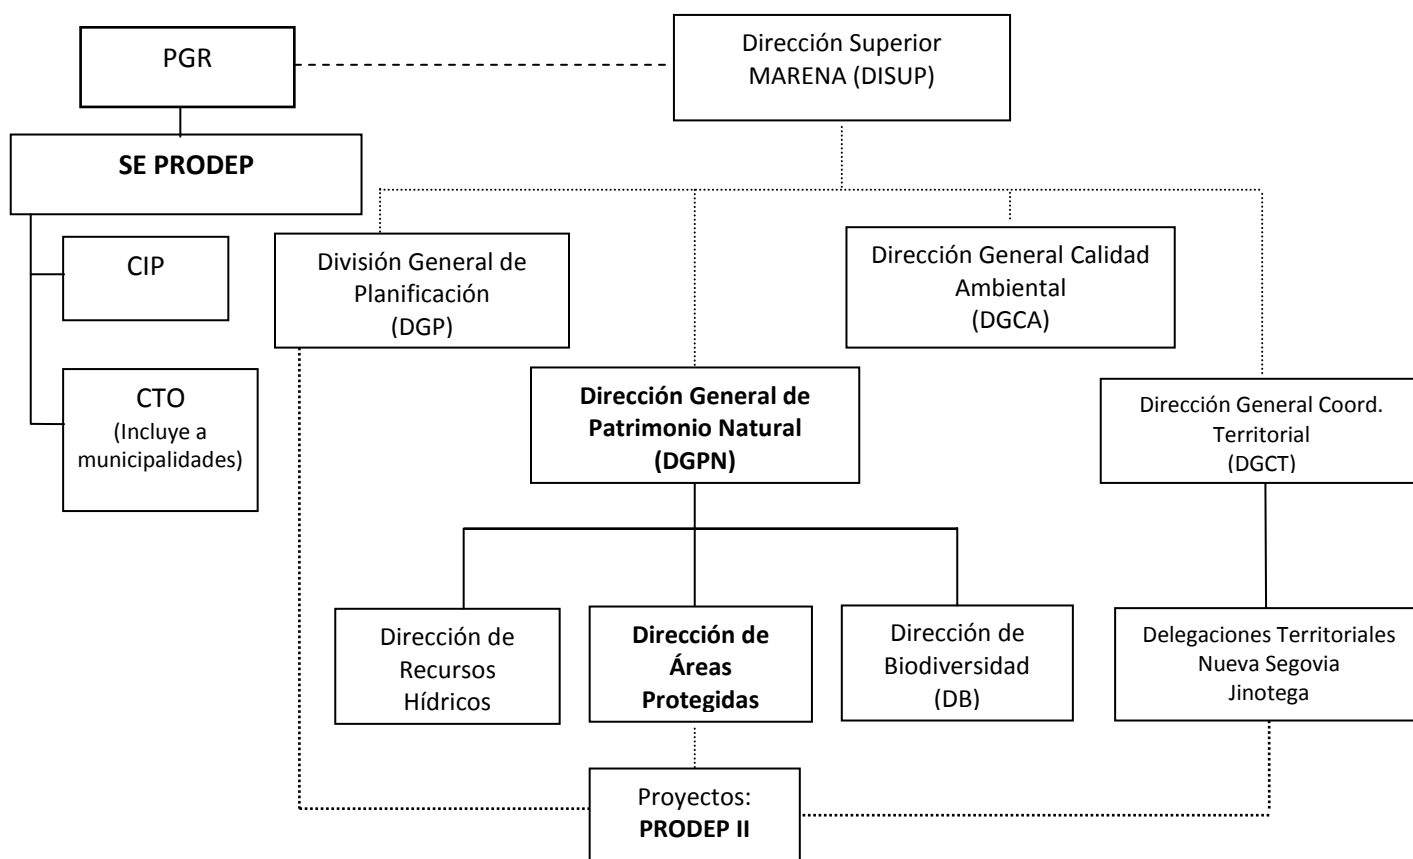 PGR
Dirección Superior
MARENA (DISUP)
SE PRODEP
CIP
División General de
Planificación
(DGP)
Dirección General Calidad
Ambiental
(DGCA)
CTO
(Incluye a
municipalidades)
Dirección General de
Patrimonio Natural
(DGPN)
Dirección General Coord.
Territorial
(DGCT)
Dirección de
Recursos
Hídricos
Dirección de
Áreas
Protegidas
Dirección de
Biodiversidad
(DB)
Delegaciones Territoriales
Nueva Segovia
Jinotega
Proyectos:
PRODEP II